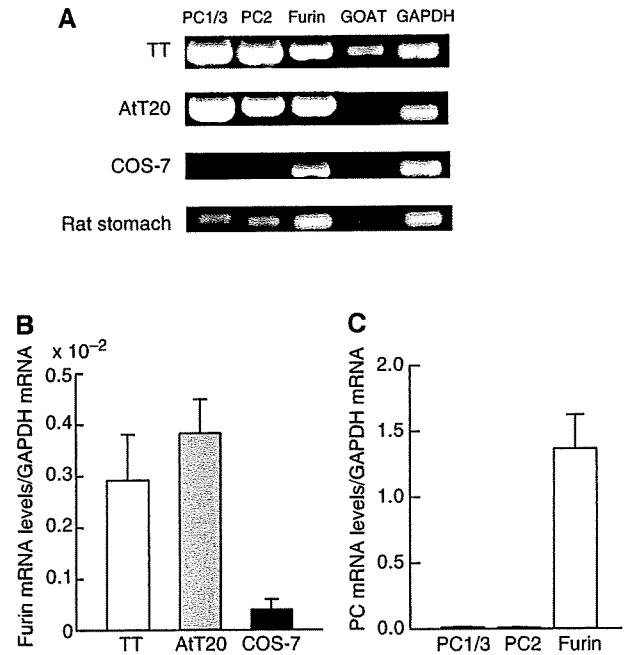 A
PC1/3 PC2 Furin GOAT GAPDH
TT
AtT20
COS-7
Rat stomach
B
x 10⁻²
Furin mRNA levels/GAPDH mRNA
0.5
0.4
0.3
0.2
0.1
0
TT AtT20 COS-7
C
PC mRNA levels/GAPDH mRNA
2.0
1.5
1.0
0.5
0.0
PC1/3 PC2 Furin